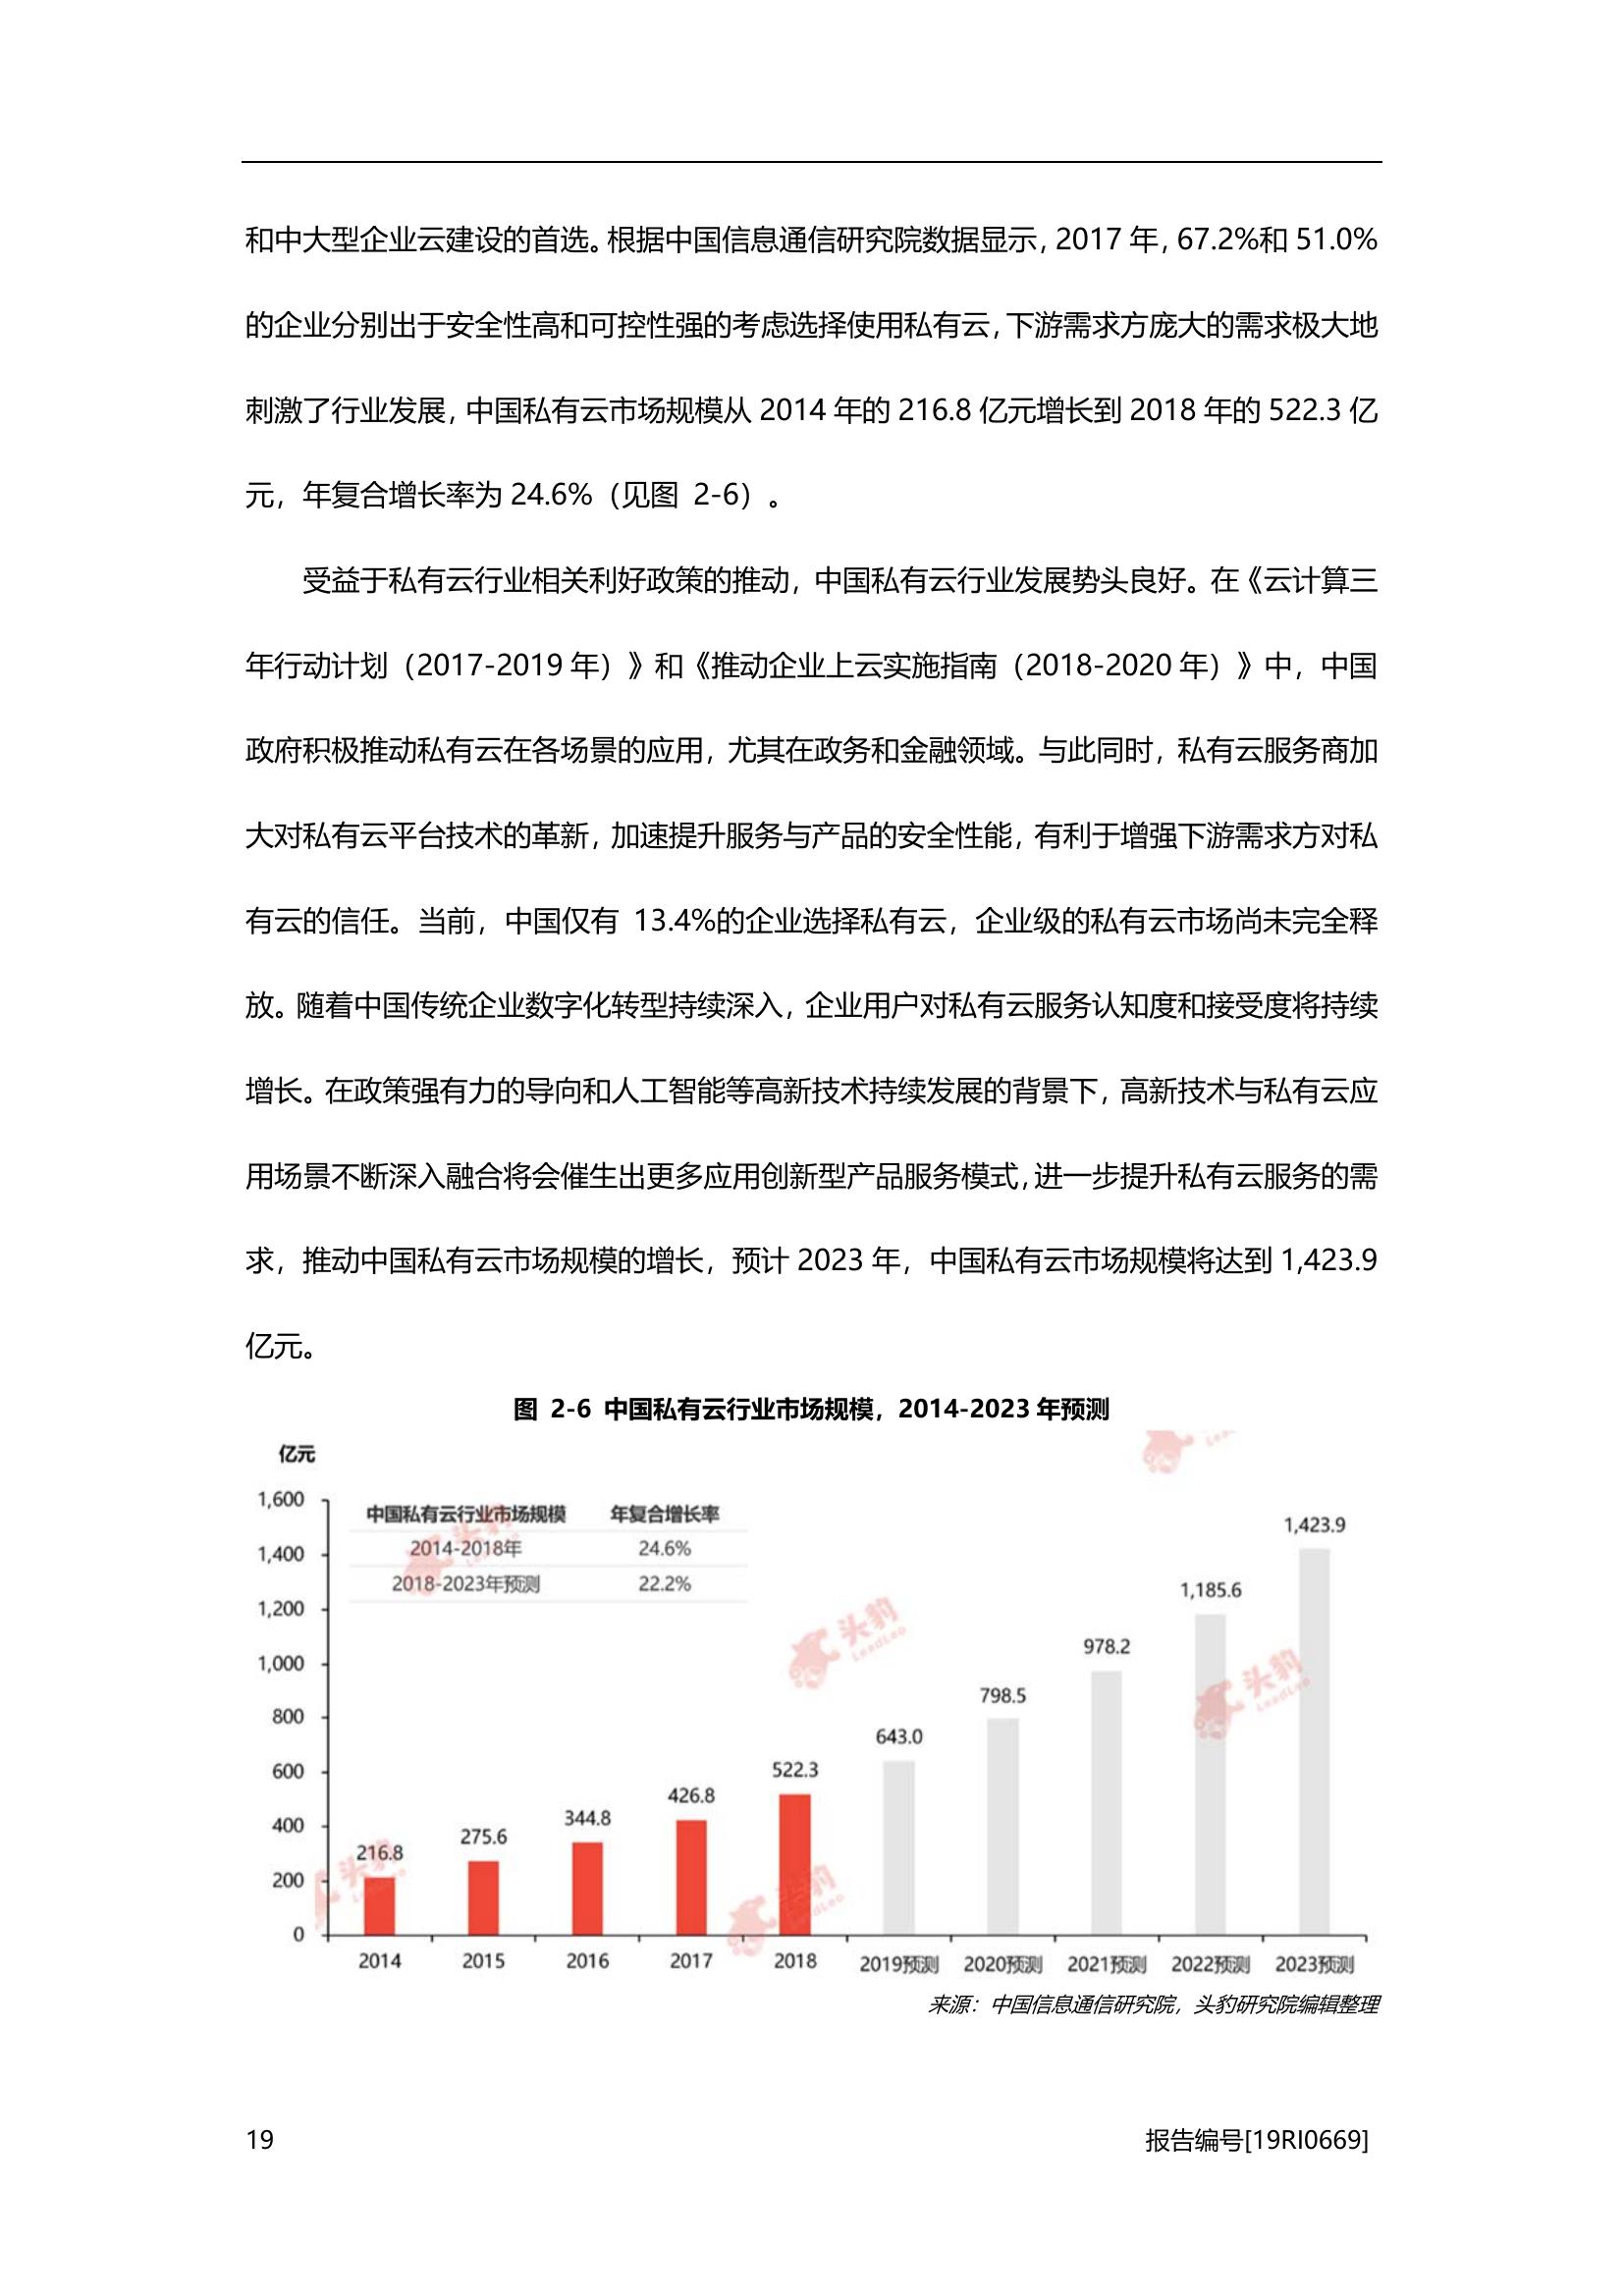 和中大型企业云建设的首选。根据中国信息通信研究院数据显示，2017 年，67.2%和 51.0%
的企业分别出于安全性高和可控性强的考虑选择使用私有云，下游需求方庞大的需求极大地
刺激了行业发展，中国私有云市场规模从 2014 年的 216.8 亿元增长到 2018 年的 522.3 亿
元，年复合增长率为 24.6%（见图 2-6）。
受益于私有云行业相关利好政策的推动，中国私有云行业发展势头良好。在《云计算三
年行动计划（2017-2019 年）》和《推动企业上云实施指南（2018-2020 年）》中，中国
政府积极推动私有云在各场景的应用，尤其在政务和金融领域。与此同时，私有云服务商加
大对私有云平台技术的革新，加速提升服务与产品的安全性能，有利于增强下游需求方对私
有云的信任。当前，中国仅有 13.4%的企业选择私有云，企业级的私有云市场尚未完全释
放。随着中国传统企业数字化转型持续深入，企业用户对私有云服务认知度和接受度将持续
增长。在政策强有力的导向和人工智能等高新技术持续发展的背景下，高新技术与私有云应
用场景不断深入融合将会催生出更多应用创新型产品服务模式，进一步提升私有云服务的需
求，推动中国私有云市场规模的增长，预计 2023 年，中国私有云市场规模将达到 1,423.9
亿元。
图 2-6 中国私有云行业市场规模，2014-2023 年预测
亿元
中国私有云行业市场规模 年复合增长率
2014-2018年 24.6%
2018-2023年预测 22.2%
1,600
1,400
1,200
1,000
800
600
400
200
0
216.8
275.6
344.8
426.8
522.3
643.0
798.5
978.2
1,185.6
1,423.9
2014 2015 2016 2017 2018 2019预测 2020预测 2021预测 2022预测 2023预测
头豹
LeadLeo
头豹
LeadLeo
头豹
LeadLeo
头豹
LeadLeo
来源：中国信息通信研究院，头豹研究院编辑整理
19
报告编号[19RI0669]